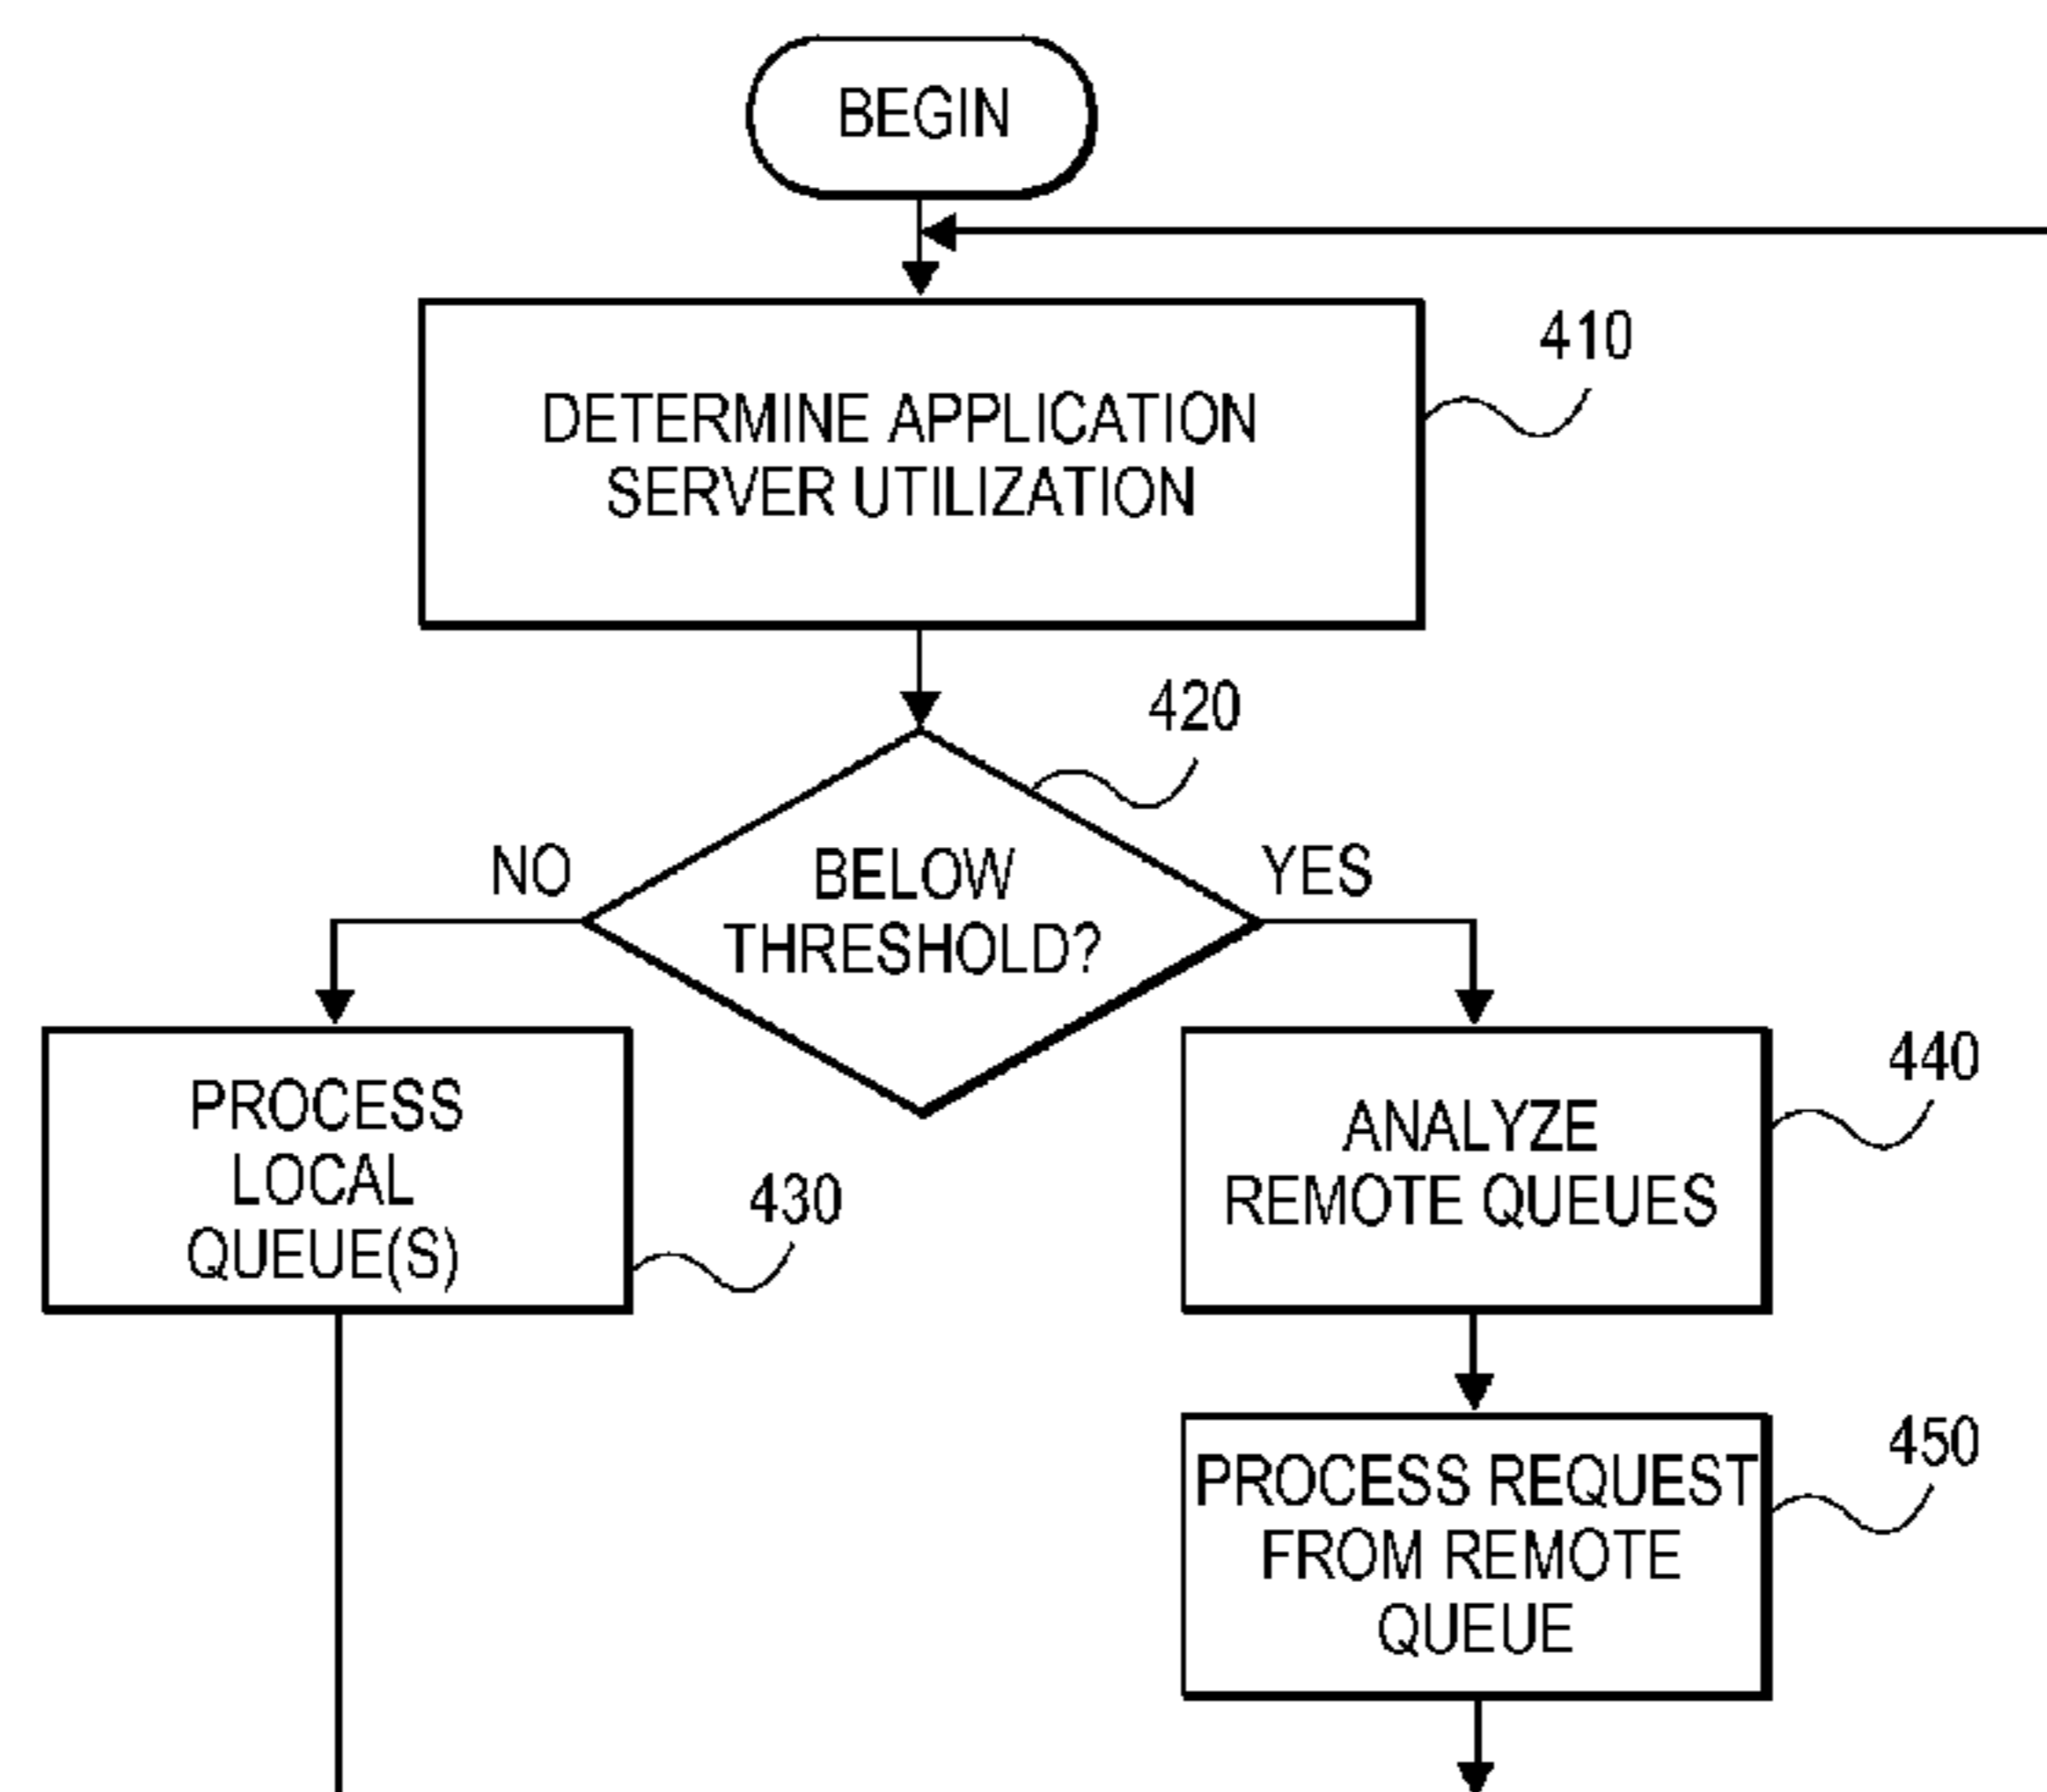 BEGIN
410
DETERMINE APPLICATION
SERVER UTILIZATION
420
NO
YES
BELOW
THRESHOLD?
PROCESS
LOCAL
QUEUE(S)
430
440
ANALYZE
REMOTE QUEUES
450
PROCESS REQUEST
FROM REMOTE
QUEUE